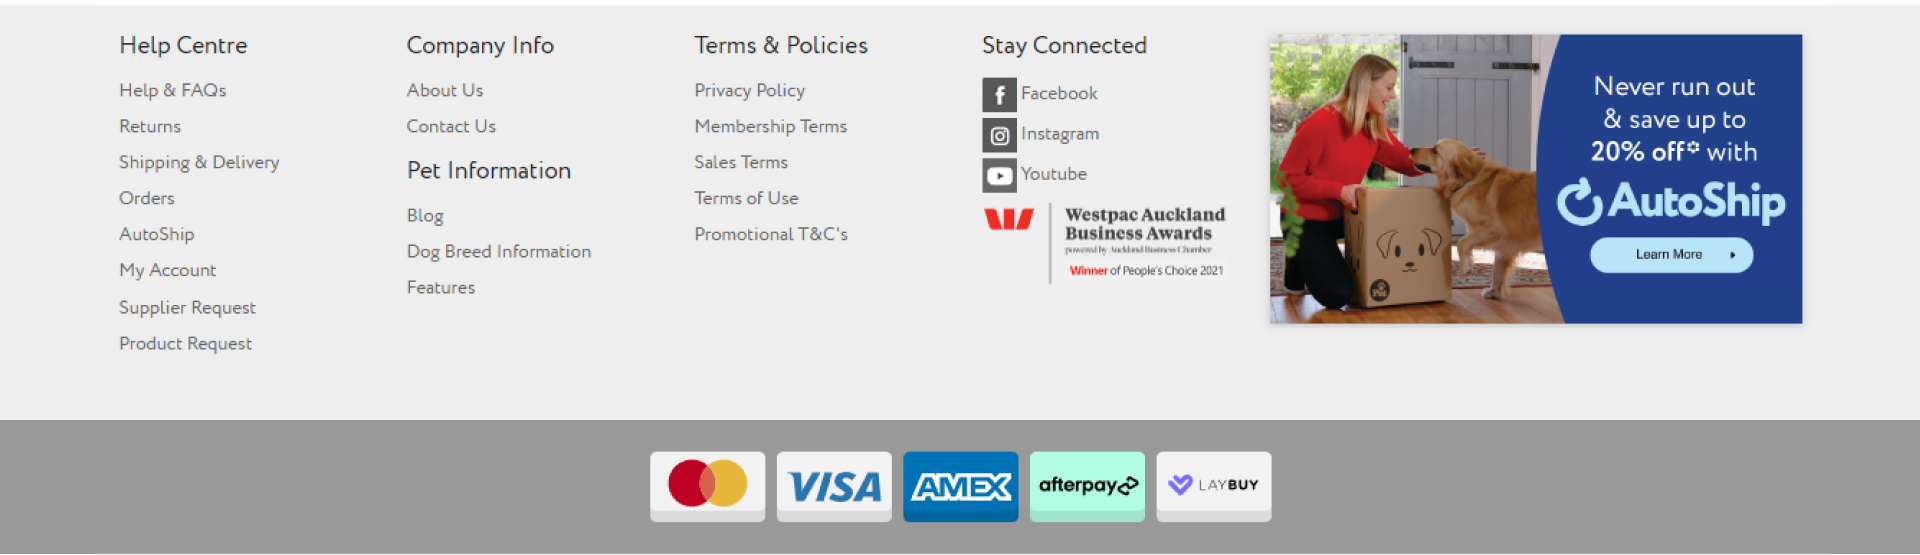 Help Centre
Help & FAQs
Returns
Shipping & Delivery
Orders
AutoShip
My Account
Supplier Request
Product Request
Company Info
About Us
Contact Us
Pet Information
Blog
Dog Breed Information
Features
Terms & Policies
Privacy Policy
Membership Terms
Sales Terms
Terms of Use
Promotional T&C's
Stay Connected
Facebook
Instagram
Youtube
Westpac Auckland
Business Awards
powered by Auckland Business Chamber
Winner of People's Choice 2021
Never run out
& save up to
20% off* with
AutoShip
Learn More
VISA
AMEX
afterpay
LAYBUY